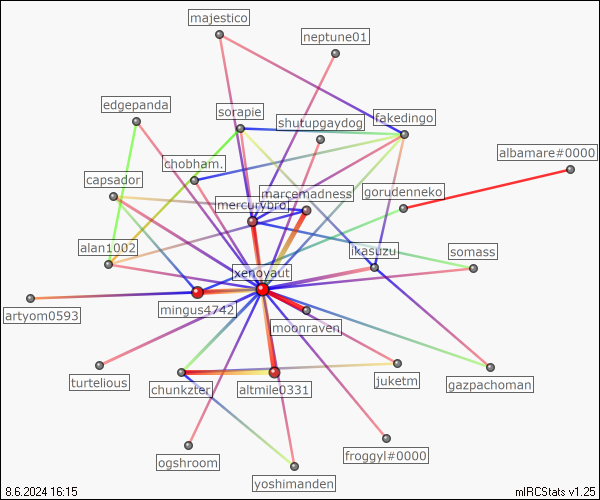 majestico
neptune01
edgepanda
sorapie
shutupgaydog
fakedingo
albamare#0000
chobham.
capsador
marcemadness
gorudenneko
mercurybro
alan1002
ikasuzu
somass
xenoyaut
mingus4742
artyom0593
moonraven
turtelious
chunkzter
altmile0331
juketm
gazpachoman
ogshroom
froggyl#0000
yoshimanden
8.6.2024 16:15
mIRCStats v1.25